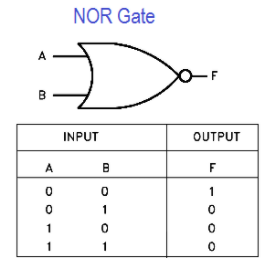 NOR Gate
A
F
B
INPUT OUTPUT
A B F
0 0 1
0 1 0
1 0 0
1 1 0